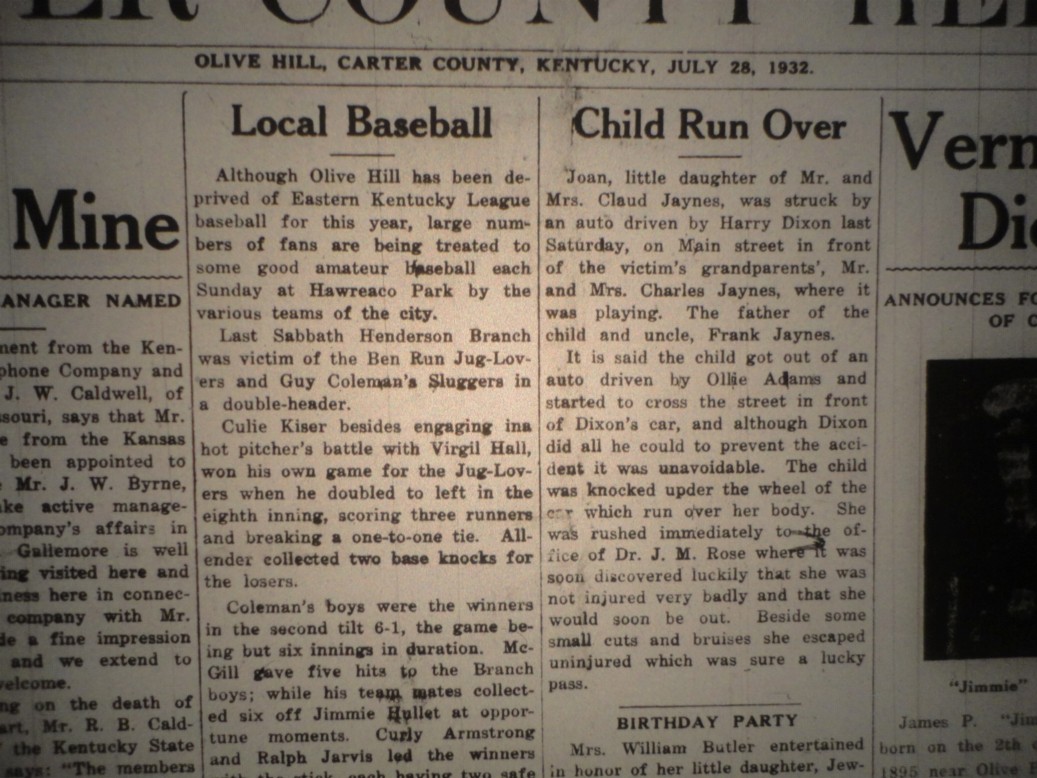 ER COUNTY HE
OLIVE HILL, CARTER COUNTY, KENTUCKY, JULY 28, 1932.
Mine
ANAGER NAMED
ment from the Ken-
phone Company and
J. W. Caldwell, of
ssouri, says that Mr.
e from the Kansas
been appointed to
Mr. J. W. Byrne,
ake active manage-
ompany's affairs in
Gallemore is well
ing visited here and
ness here in connec-
company with Mr.
de a fine impression
and we extend to
welcome.
ng on the death of
art, Mr. R. B. Cald-
the Kentucky State
says: "The members
Local Baseball
Although Olive Hill has been de-
prived of Eastern Kentucky League
baseball for this year, large num-
bers of fans are being treated to
some good amateur baseball each
Sunday at Hawreaco Park by the
various teams of the city.
Last Sabbath Henderson Branch
was victim of the Ben Run Jug-Lov-
ers and Guy Coleman's Sluggers in
a double-header.
Culie Kiser besides engaging ina
hot pitcher's battle with Virgil Hall,
won his own game for the Jug-Lov-
ers when he doubled to left in the
eighth inning, scoring three runners
and breaking a one-to-one tie. All-
ender collected two base knocks for
the losers.
Coleman's boys were the winners
in the second tilt 6-1, the game be-
ing but six innings in duration. Mc-
Gill gave five hits to the Branch
boys; while his team mates collect-
ed six off Jimmie Hullet at oppor-
tune moments. Curly Armstrong
and Ralph Jarvis led the winners
with the stick, each having two safe
Child Run Over
Joan, little daughter of Mr. and
Mrs. Claud Jaynes, was struck by
an auto driven by Harry Dixon last
Saturday, on Main street in front
of the victim's grandparents', Mr.
and Mrs. Charles Jaynes, where it
was playing. The father of the
child and uncle, Frank Jaynes.
It is said the child got out of an
auto driven by Ollie Adams and
started to cross the street in front
of Dixon's car, and although Dixon
did all he could to prevent the acci-
dent it was unavoidable. The child
was knocked upder the wheel of the
car which run over her body. She
was rushed immediately to the of-
fice of Dr. J. M. Rose where it was
soon discovered luckily that she was
not injured very badly and that she
would soon be out. Beside some
small cuts and bruises she escaped
uninjured which was sure a lucky
pass.
BIRTHDAY PARTY
Mrs. William Butler entertained
in honor of her little daughter, Jew-
Vern
Die
ANNOUNCES FO
OF C
"Jimmie"
James P. "Jim
born on the 2th
1895 near Olive